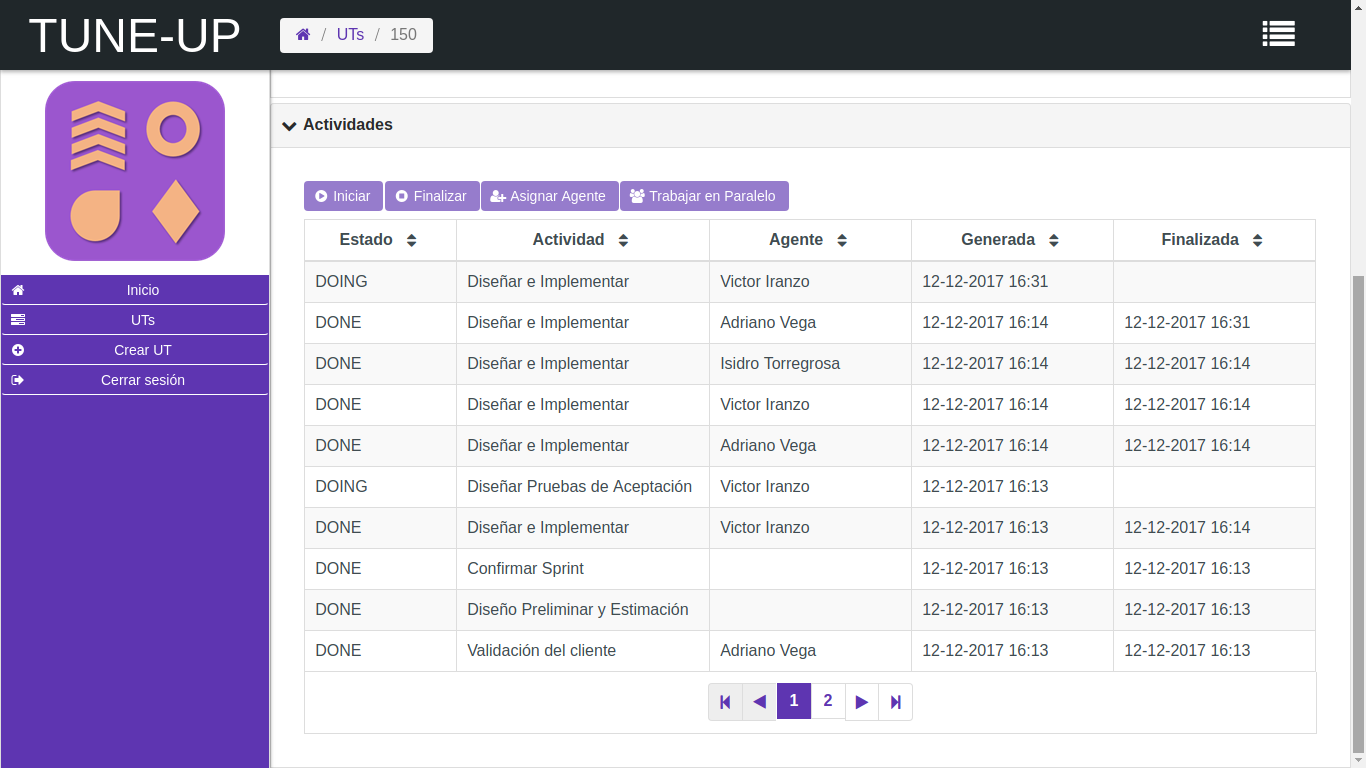 TUNE-UP
/ UTs / 150
Actividades
Inicio
UTs
Crear UT
Cerrar sesión
Iniciar Finalizar Asignar Agente Trabajar en Paralelo
Estado Actividad Agente Generada Finalizada
DOING Diseñar e Implementar Victor Iranzo 12-12-2017 16:31
DONE Diseñar e Implementar Adriano Vega 12-12-2017 16:14 12-12-2017 16:31
DONE Diseñar e Implementar Isidro Torregrosa 12-12-2017 16:14 12-12-2017 16:14
DONE Diseñar e Implementar Victor Iranzo 12-12-2017 16:14 12-12-2017 16:14
DONE Diseñar e Implementar Adriano Vega 12-12-2017 16:14 12-12-2017 16:14
DOING Diseñar Pruebas de Aceptación Victor Iranzo 12-12-2017 16:13
DONE Diseñar e Implementar Victor Iranzo 12-12-2017 16:13 12-12-2017 16:14
DONE Confirmar Sprint 12-12-2017 16:13 12-12-2017 16:13
DONE Diseño Preliminar y Estimación 12-12-2017 16:13 12-12-2017 16:13
DONE Validación del cliente Adriano Vega 12-12-2017 16:13 12-12-2017 16:13
1 2